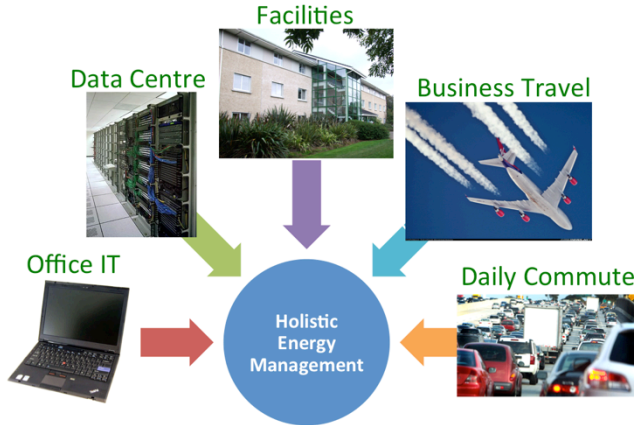 Facilities
Data Centre
Business Travel
Office IT
Daily Commute
Holistic
Energy
Management